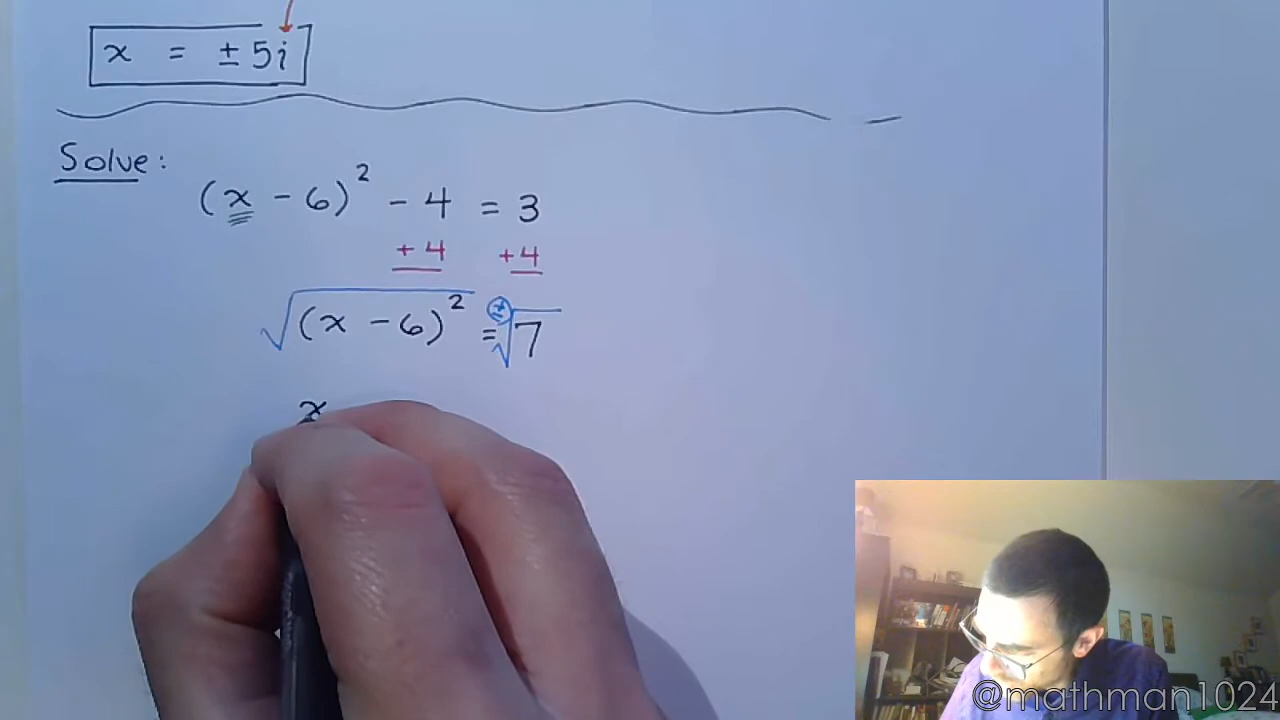 x = ± 5i
Solve:
(x - 6)² - 4 = 3
+ 4 + 4
√(x - 6)² = ±√7
x
@mathman1024